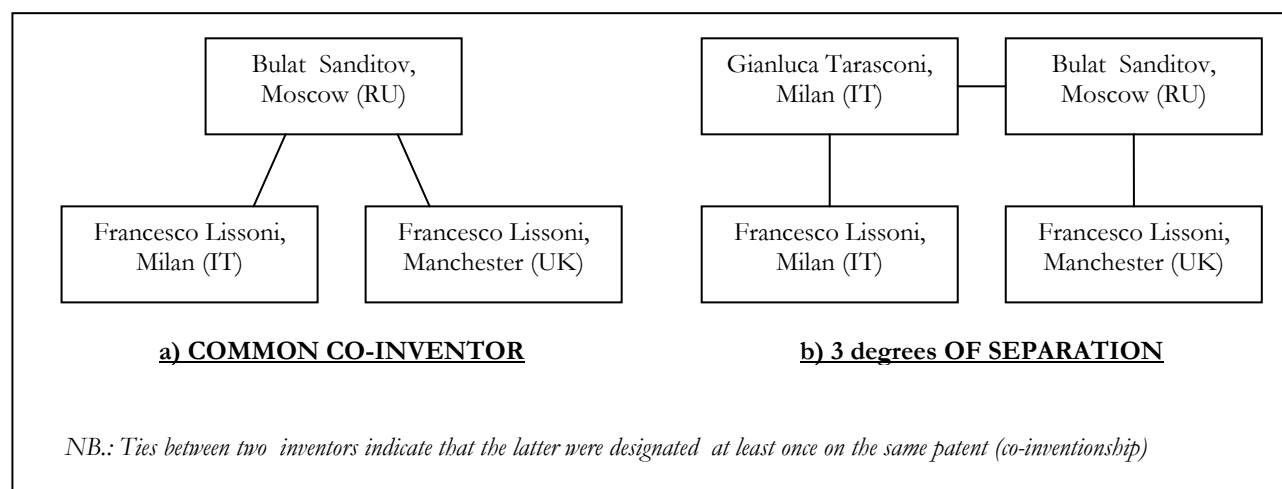 Bulat Sanditov,
Moscow (RU)
Gianluca Tarasconi,
Milan (IT)
Bulat Sanditov,
Moscow (RU)
Francesco Lissoni,
Milan (IT)
Francesco Lissoni,
Manchester (UK)
Francesco Lissoni,
Milan (IT)
Francesco Lissoni,
Manchester (UK)
a) COMMON CO-INVENTOR
b) 3 degrees OF SEPARATION
NB.: Ties between two inventors indicate that the latter were designated at least once on the same patent (co-inventionship)